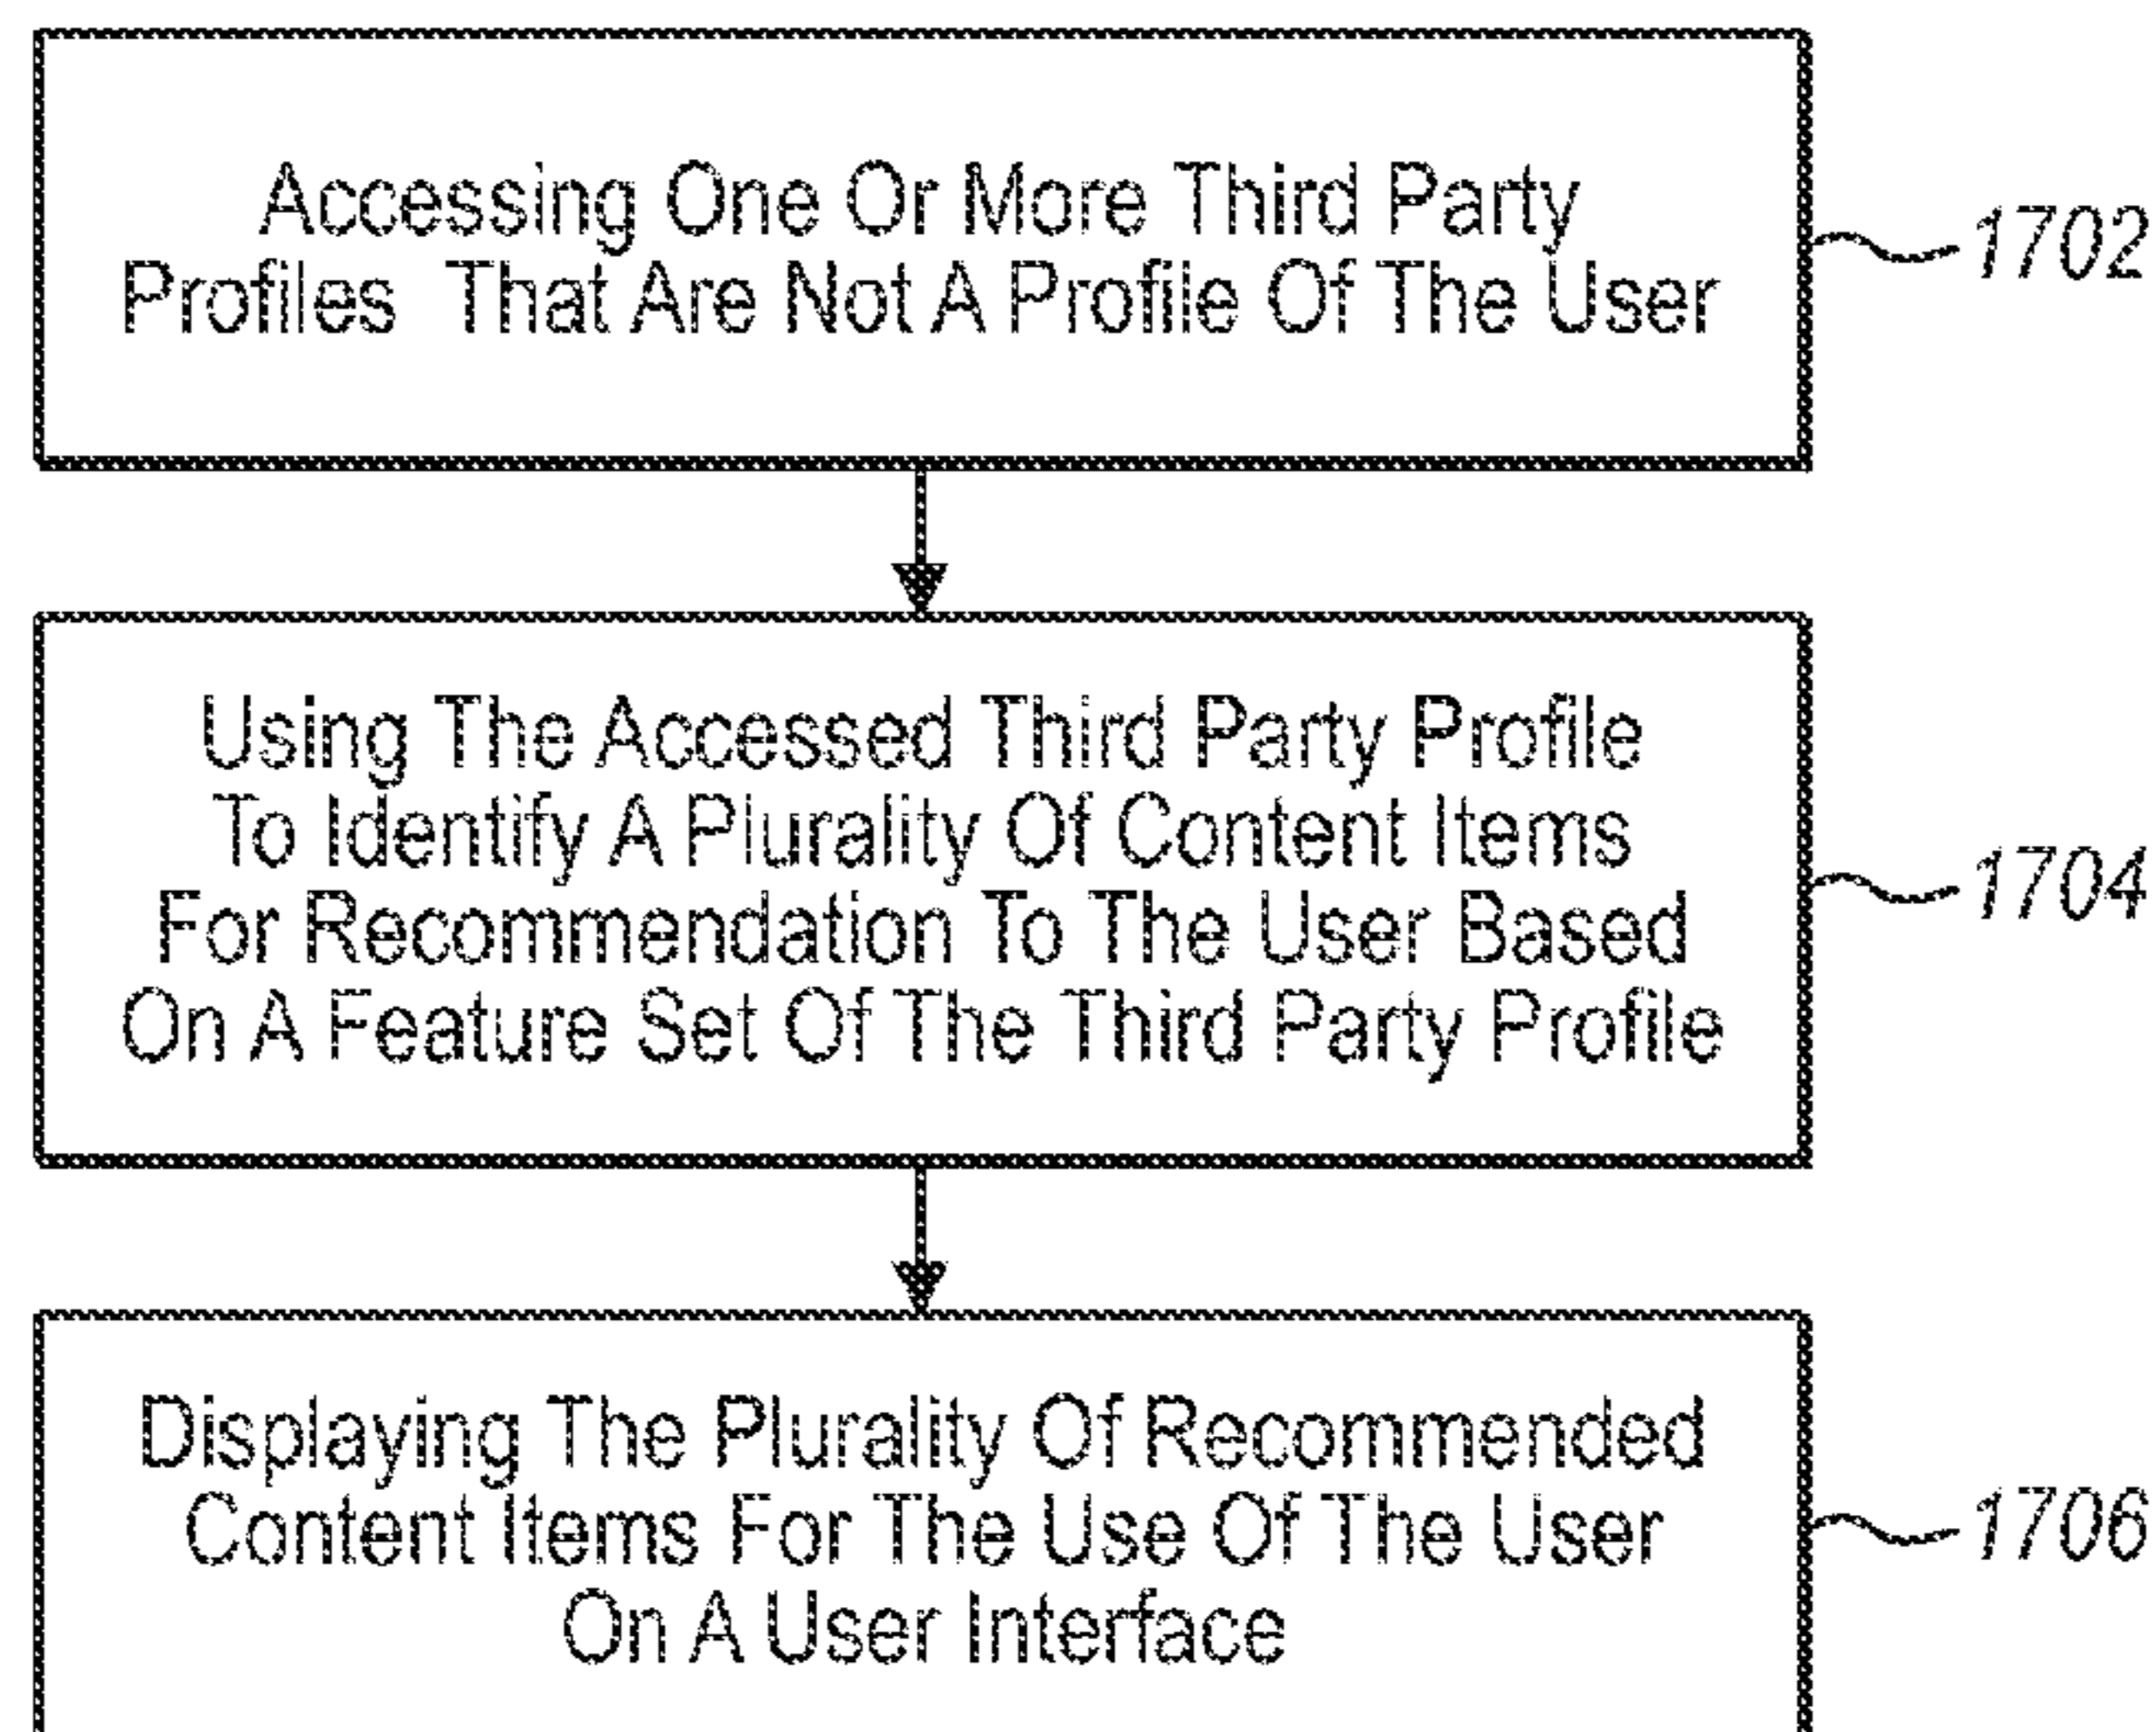 Accessing One Or More Third Party
Profiles That Are Not A Profile Of The User
1702
Using The Accessed Third Party Profile
To Identify A Plurality Of Content Items
For Recommendation To The User Based
On A Feature Set Of The Third Party Profile
1704
Displaying The Plurality Of Recommended
Content Items For The Use Of The User
On A User Interface
1706